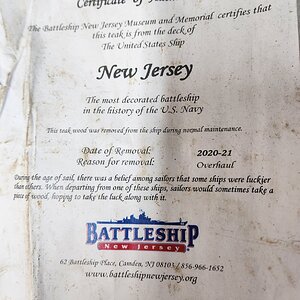 Certificate of
The Battleship New Jersey Museum and Memorial certifies that
this teak is from the deck of
The United States Ship
New Jersey
The most decorated battleship
in the history of the U.S. Navy
This teak wood was removed from the ship during normal maintenance.
Date of Removal: 2020-21
Reason for removal: Overhaul
During the age of sail, there was a belief among sailors that some ships were luckier
than others. When departing from one of these ships, sailors would sometimes take a
piece of wood, hoping to take the luck along with it.
BATTLESHIP
New Jersey
62 Battleship Place, Camden, NJ 08103 / 856-966-1652
www.battleshipnewjersey.org